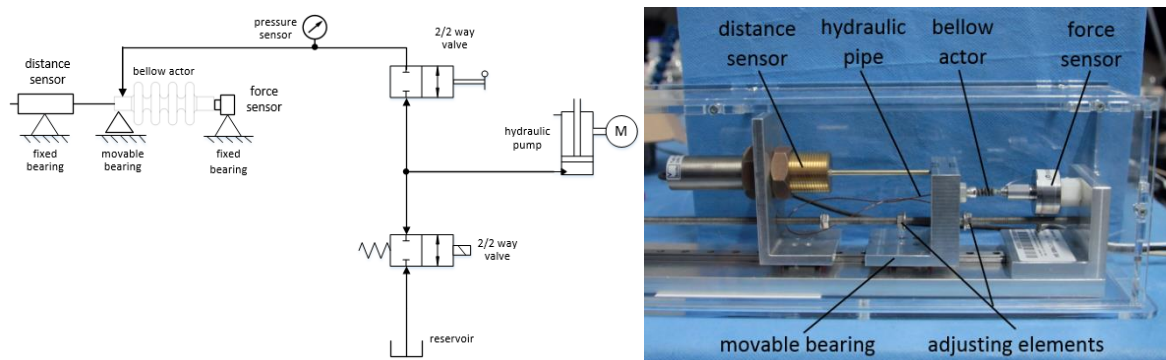 pressure
sensor
2/2 way
valve
distance
sensor
bellow actor
force
sensor
fixed
bearing
movable
bearing
fixed
bearing
hydraulic
pump
M
2/2 way
valve
reservoir
distance
sensor
hydraulic
pipe
bellow
actor
force
sensor
movable bearing
adjusting elements